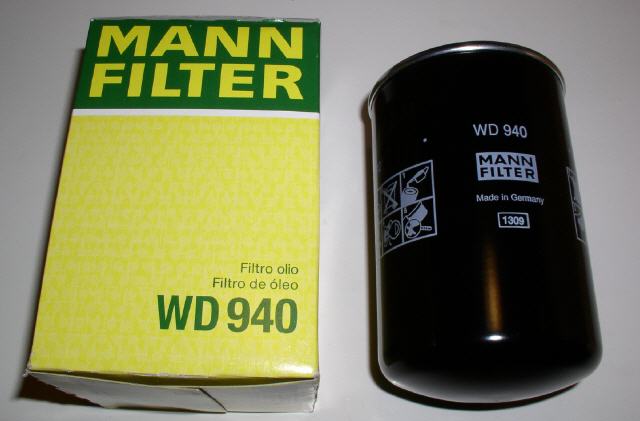 MANN
FILTER
Filtro olio
Filtro de óleo
WD 940
WD 940
MANN
FILTER
Made in Germany
1309